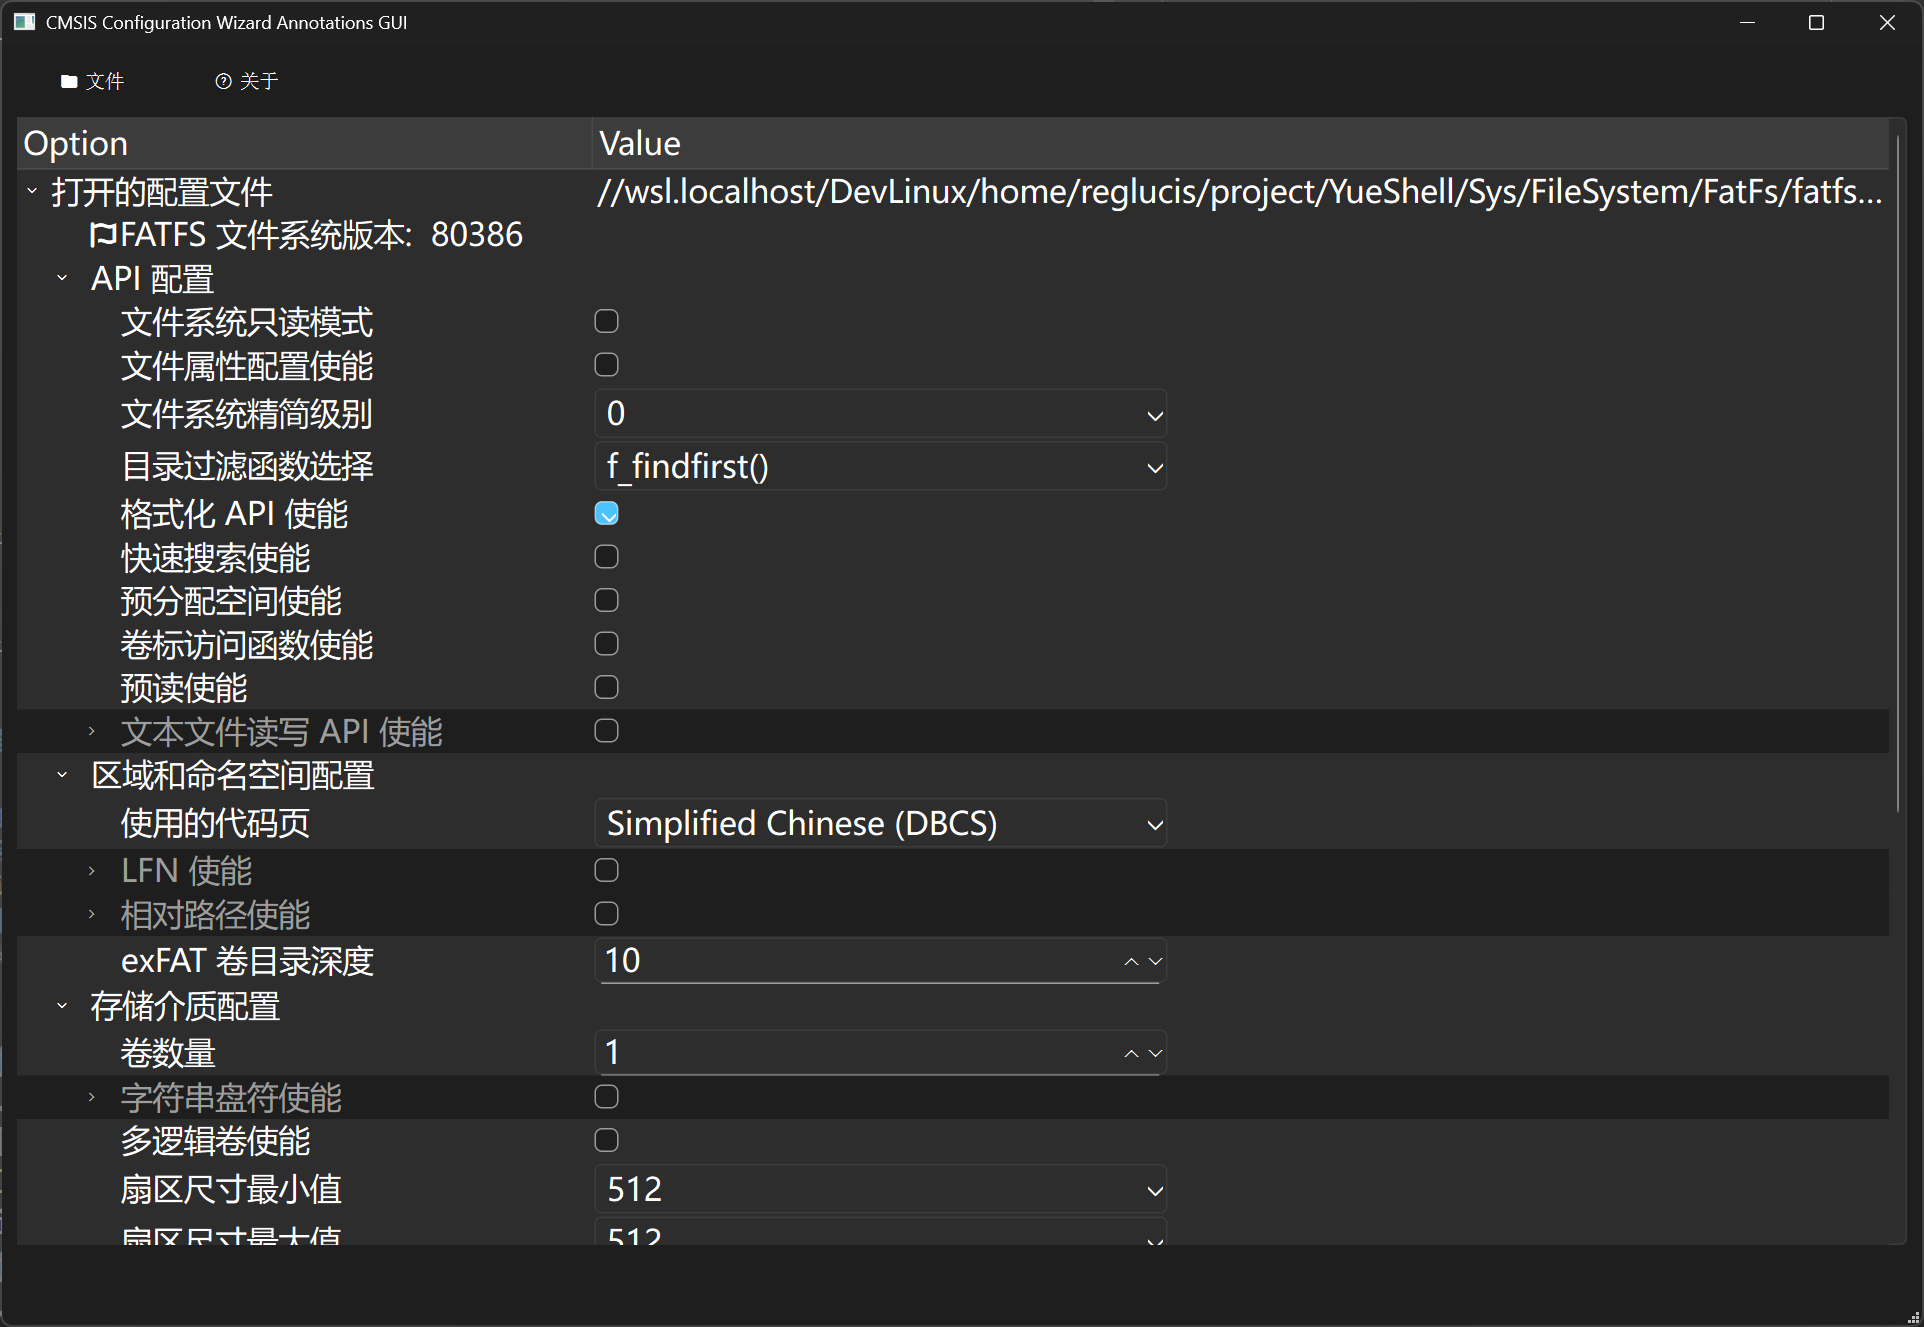 CMSIS Configuration Wizard Annotations GUI
文件 关于
Option Value
打开的配置文件 //wsl.localhost/DevLinux/home/reglucis/project/YueShell/Sys/FileSystem/FatFs/fatfs...
FATFS 文件系统版本: 80386
API 配置
文件系统只读模式
文件属性配置使能
文件系统精简级别 0
目录过滤函数选择 f_findfirst()
格式化 API 使能
快速搜索使能
预分配空间使能
卷标访问函数使能
预读使能
文本文件读写 API 使能
区域和命名空间配置
使用的代码页 Simplified Chinese (DBCS)
LFN 使能
相对路径使能
exFAT 卷目录深度 10
存储介质配置
卷数量 1
字符串盘符使能
多逻辑卷使能
扇区尺寸最小值 512
扇区尺寸最大值 512